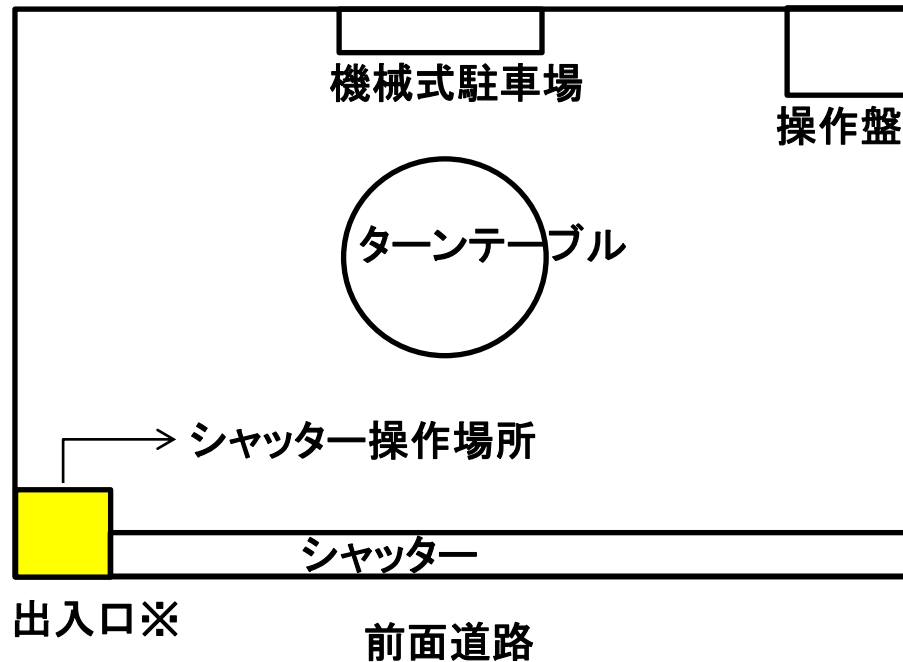 機械式駐車場
操作盤
ターンテーブル
シャッター操作場所
シャッター
出入口※
前面道路